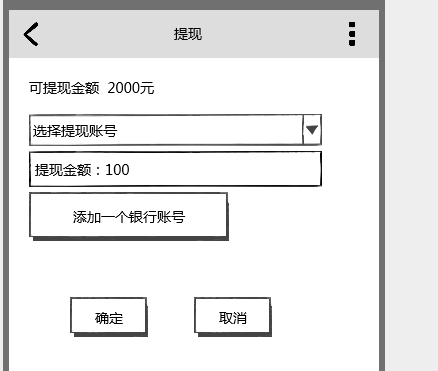 提现
可提现金额 2000元
选择提现账号
提现金额：100
添加一个银行账号
确定 取消